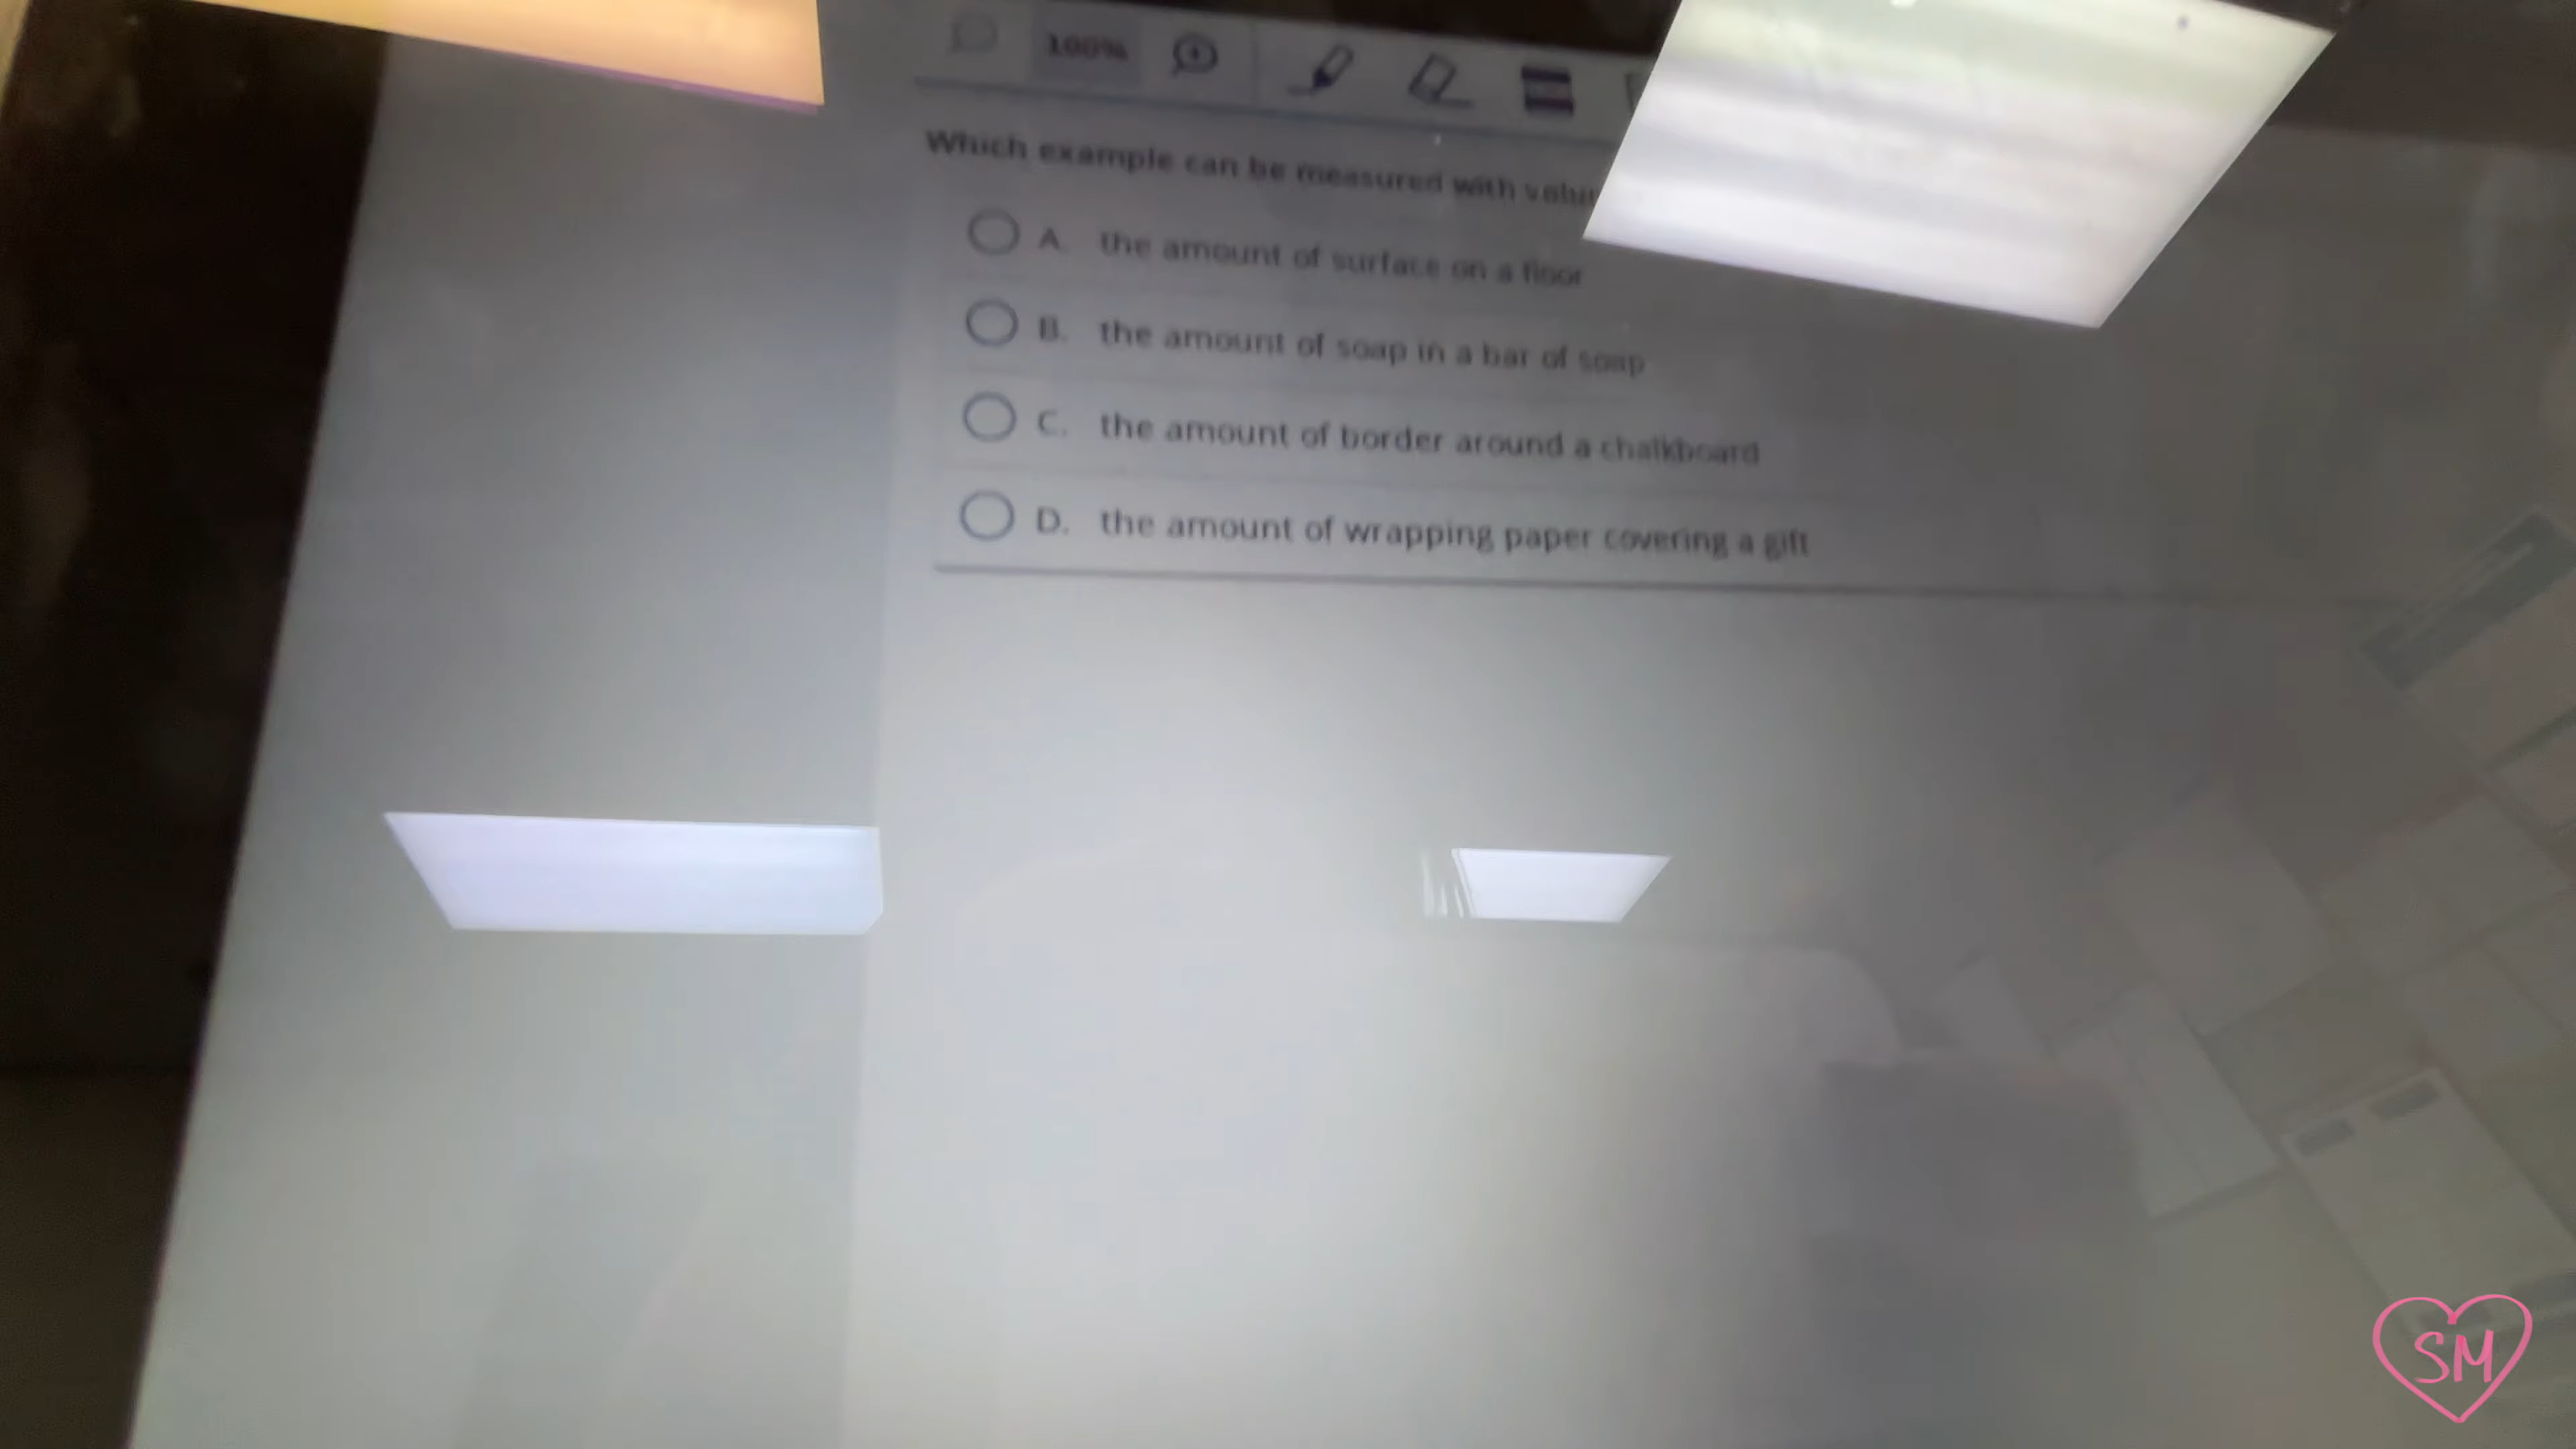 100%
Which example can be measured with
A. the amount of surface on a floor
B. the amount of soap in a bar of soap
C. the amount of border around a chalkboard
D. the amount of wrapping paper covering a gift
SM